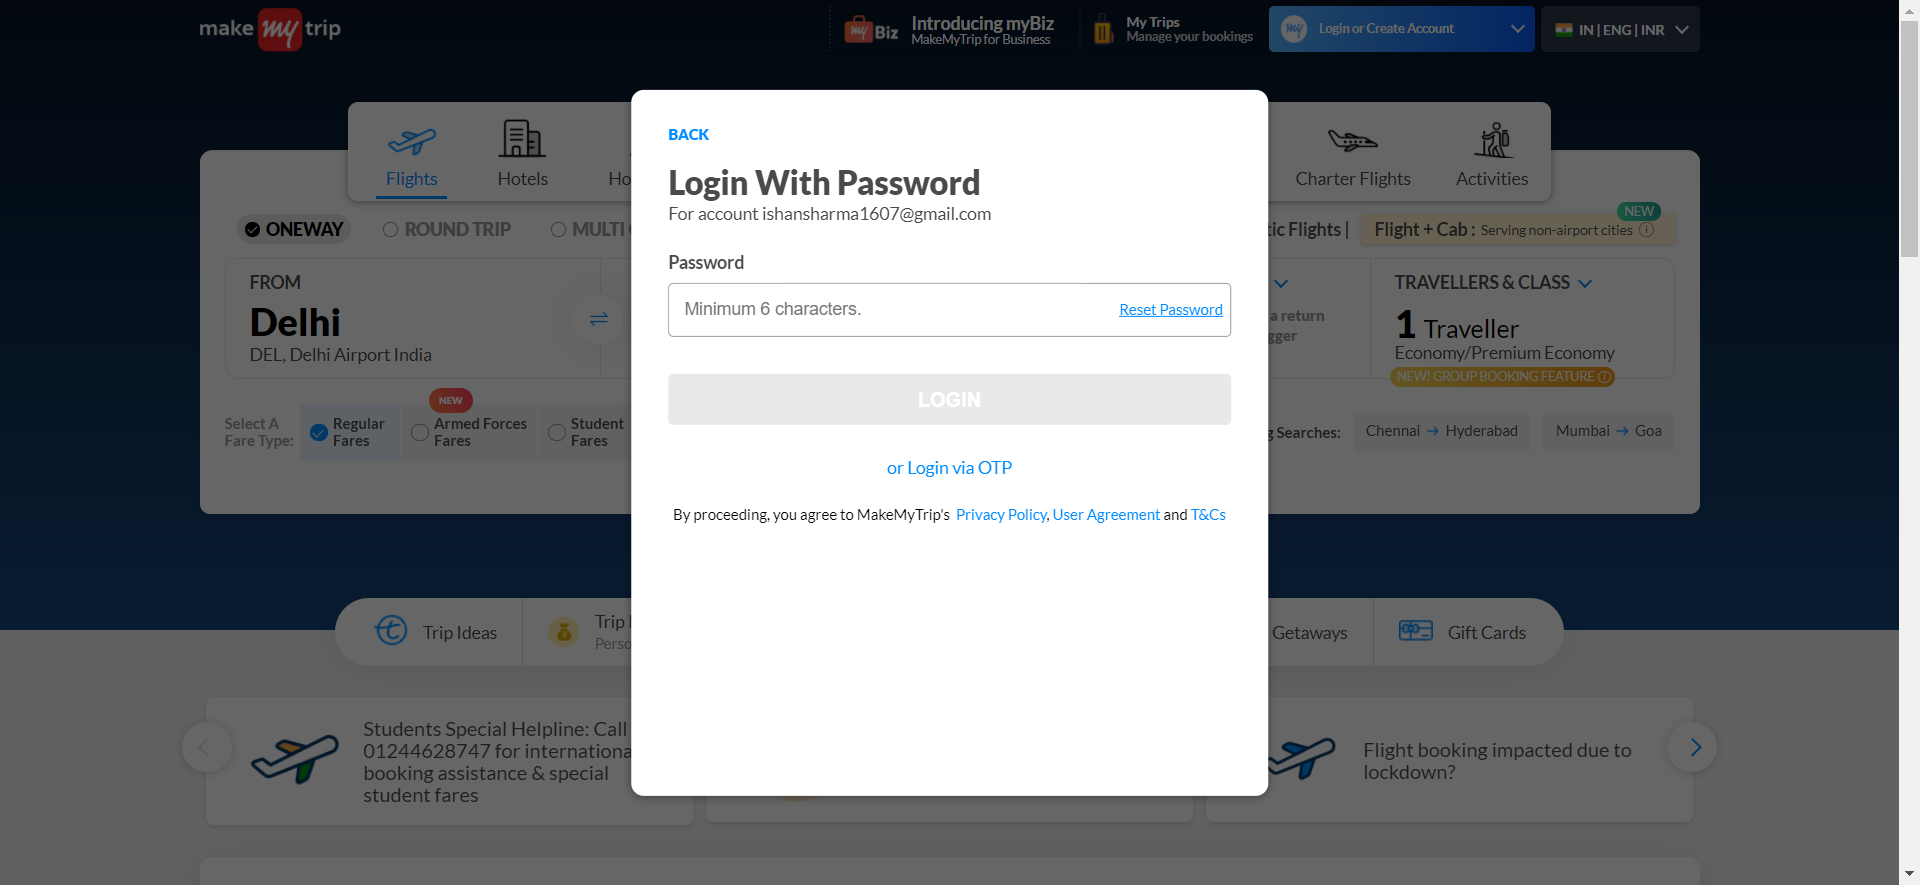 make my trip
my Biz
Introducing myBiz
MakeMyTrip for Business
My Trips
Manage your bookings
my Login or Create Account
IN | ENG | INR
Flights
Hotels
Charter Flights
Activities
BACK
Login With Password
For account ishansharma1607@gmail.com
Password
Minimum 6 characters.
Reset Password
LOGIN
or Login via OTP
By proceeding, you agree to MakeMyTrip's Privacy Policy, User Agreement and T&Cs
ONEWAY
ROUND TRIP
MULTI
Flights |
NEW
Flight + Cab : Serving non-airport cities
FROM
Delhi
DEL, Delhi Airport India
a return
TRAVELLERS & CLASS
1 Traveller
Economy/Premium Economy
NEW! GROUP BOOKING FEATURE
Select A
Fare Type:
Regular
Fares
NEW
Armed Forces
Fares
Student
Fares
Searches:
Chennai → Hyderabad
Mumbai → Goa
Trip Ideas
Trip
Getaways
Gift Cards
Students Special Helpline: Call
01244628747 for internationa
booking assistance & special
student fares
Flight booking impacted due to
lockdown?